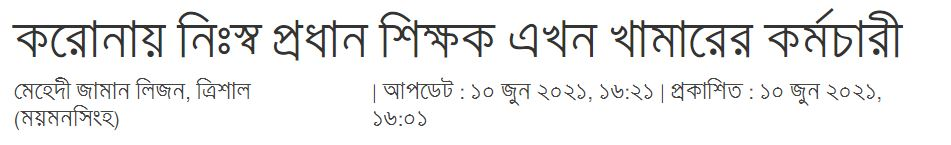 করোনায় নিঃস্ব প্রধান শিক্ষক এখন খামারের কর্মচারী
মেহেদী জামান লিজন, ত্রিশাল
(ময়মনসিংহ)
| আপডেট : ১০ জুন ২০২১, ১৬:২১ | প্রকাশিত : ১০ জুন ২০২১,
১৬:০১